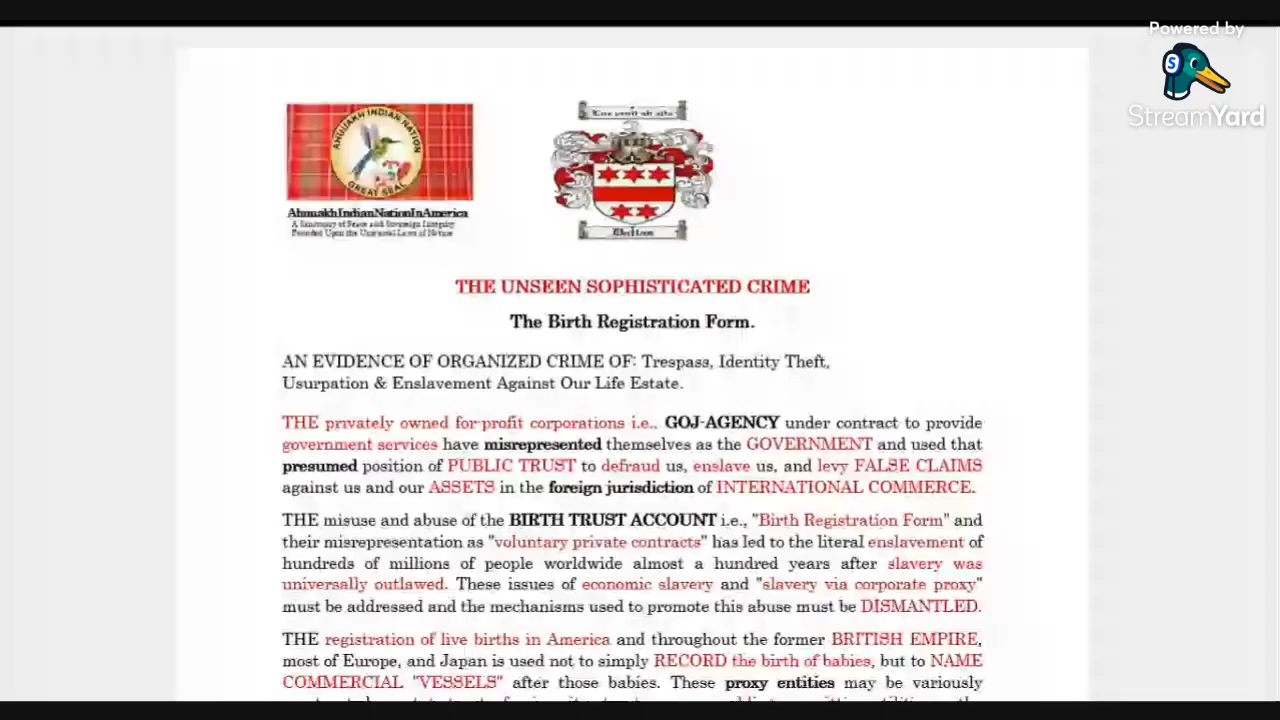 Powered by
StreamYard
AHNIJAKH INDIAN NATION
GREAT SEAL
AhnuakhIndianNationInAmerica
THE UNSEEN SOPHISTICATED CRIME
The Birth Registration Form.
AN EVIDENCE OF ORGANIZED CRIME OF: Trespass, Identity Theft,
Usurpation & Enslavement Against Our Life Estate.
THE privately owned for-profit corporations i.e., GOJ-AGENCY under contract to provide
government services have misrepresented themselves as the GOVERNMENT and used that
presumed position of PUBLIC TRUST to defraud us, enslave us, and levy FALSE CLAIMS
against us and our ASSETS in the foreign jurisdiction of INTERNATIONAL COMMERCE.
THE misuse and abuse of the BIRTH TRUST ACCOUNT i.e., "Birth Registration Form" and
their misrepresentation as "voluntary private contracts" has led to the literal enslavement of
hundreds of millions of people worldwide almost a hundred years after slavery was
universally outlawed. These issues of economic slavery and "slavery via corporate proxy"
must be addressed and the mechanisms used to promote this abuse must be DISMANTLED.
THE registration of live births in America and throughout the former BRITISH EMPIRE,
most of Europe, and Japan is used not to simply RECORD the birth of babies, but to NAME
COMMERCIAL "VESSELS" after those babies. These proxy entities may be variously